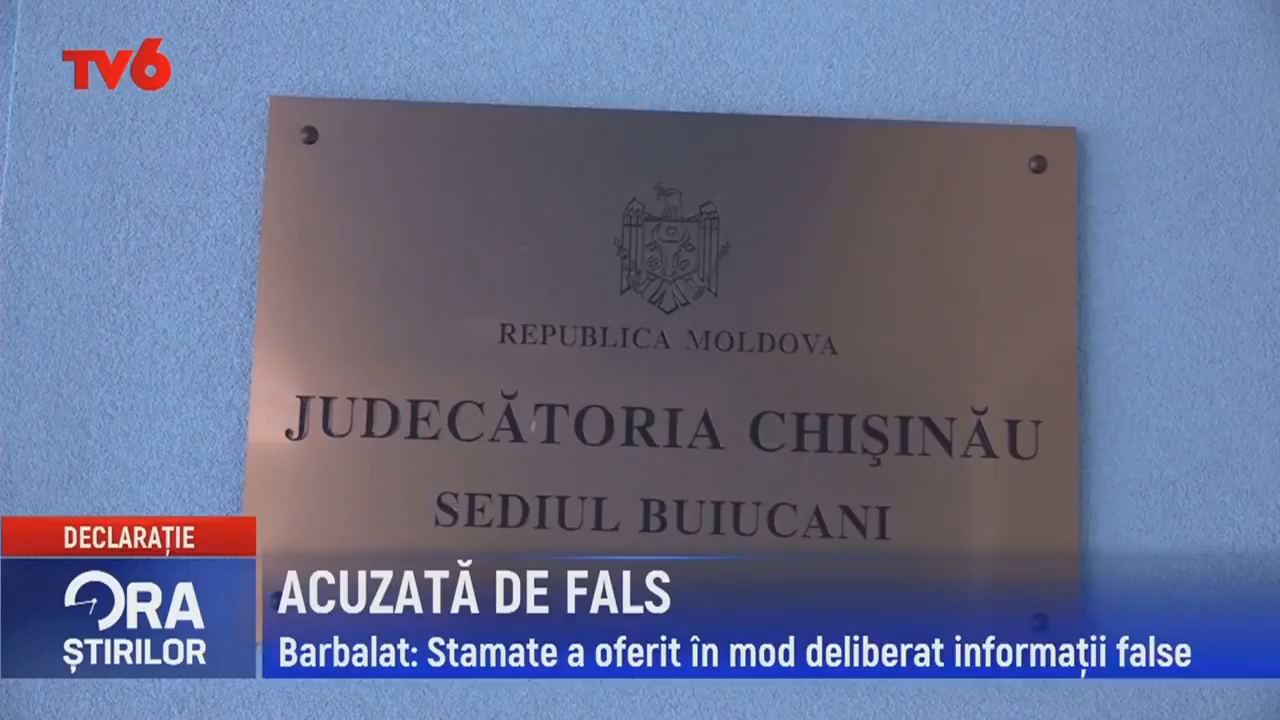 TV6
REPUBLICA MOLDOVA
JUDECĂTORIA CHIŞINĂU
SEDIUL BUIUCANI
DECLARAȚIE
ORA
ȘTIRILOR
ACUZATĂ DE FALS
Barbalat: Stamate a oferit în mod deliberat informații false